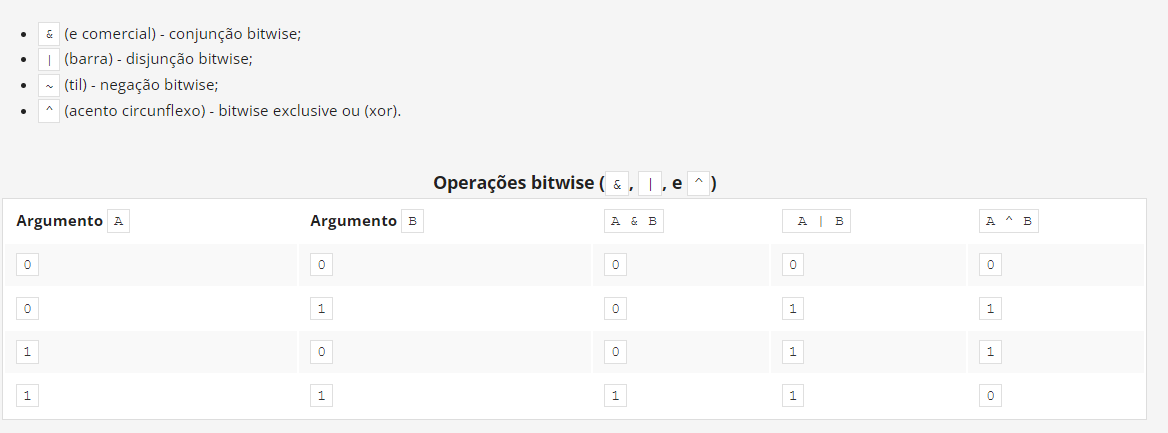 & (e comercial) - conjunção bitwise;
| (barra) - disjunção bitwise;
~ (til) - negação bitwise;
^ (acento circunflexo) - bitwise exclusive ou (xor).
Operações bitwise (&, |, e ^)
Argumento A Argumento B A & B A | B A ^ B
0 0 0 0 0
0 1 0 1 1
1 0 0 1 1
1 1 1 1 0